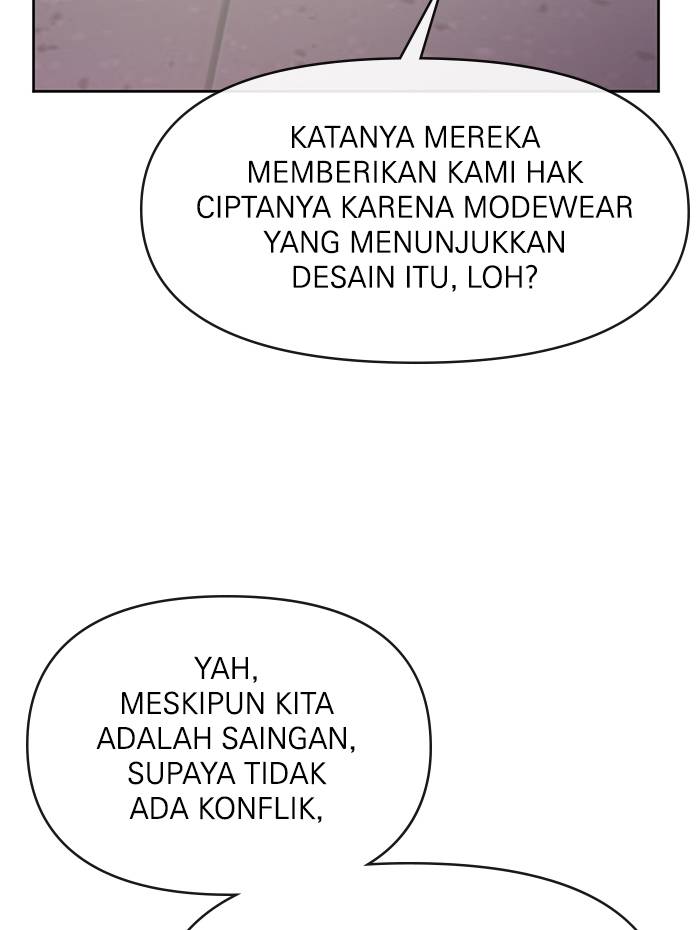 KATANYA MEREKA
MEMBERIKAN KAMI HAK
CIPTANYA KARENA MODEWEAR
YANG MENUNJUKKAN
DESAIN ITU, LOH?
YAH,
MESKIPUN KITA
ADALAH SAINGAN,
SUPAYA TIDAK
ADA KONFLIK,